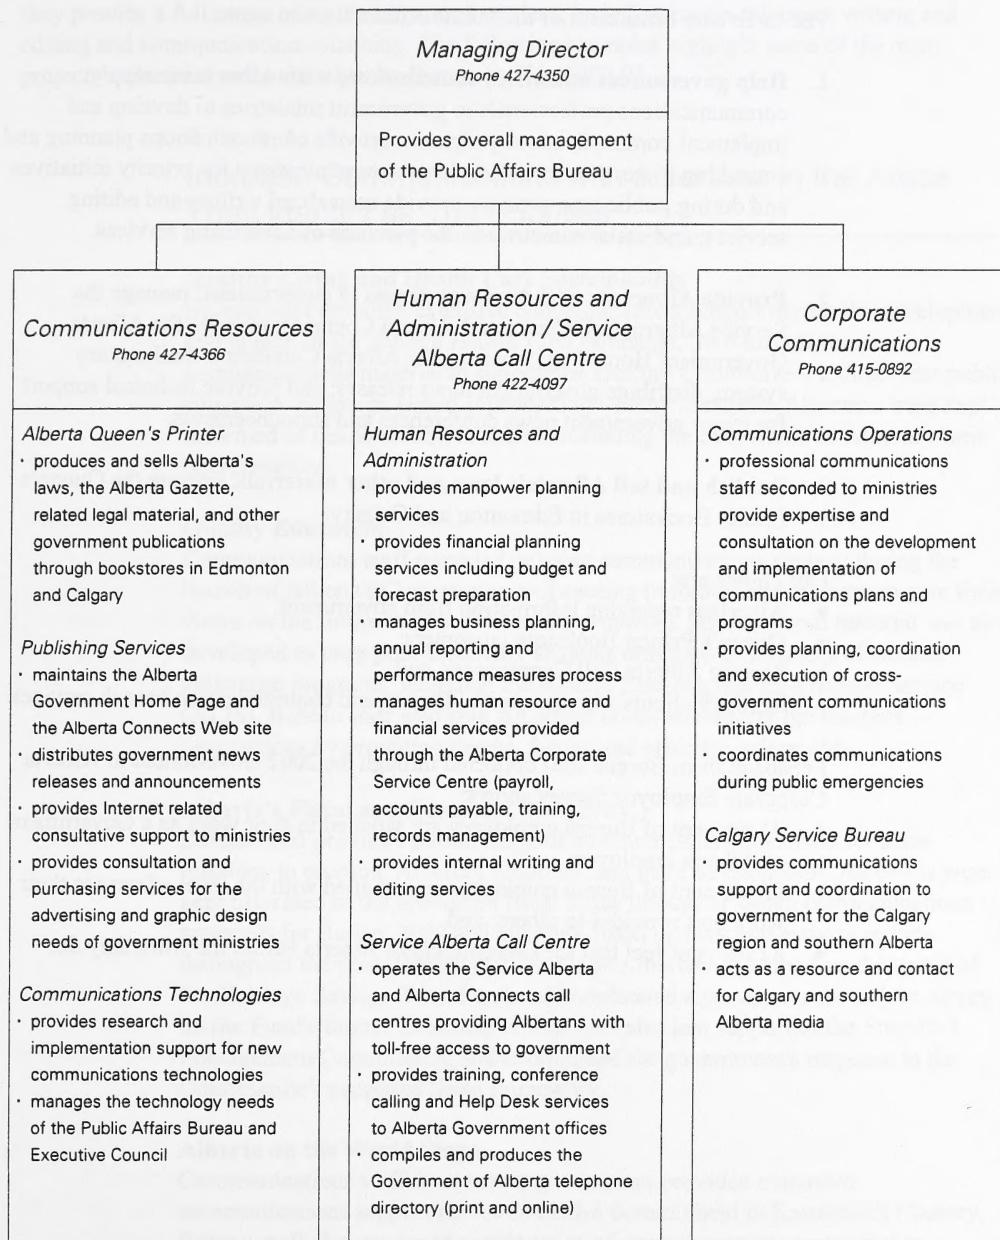 Managing Director
Phone 427-4350
Provides overall management
of the Public Affairs Bureau
Communications Resources
Phone 427-4366
Alberta Queen's Printer
· produces and sells Alberta's
laws, the Alberta Gazette,
related legal material, and other
government publications
through bookstores in Edmonton
and Calgary
Publishing Services
· maintains the Alberta
Government Home Page and
the Alberta Connects Web site
· distributes government news
releases and announcements
· provides Internet related
consultative support to ministries
· provides consultation and
purchasing services for the
advertising and graphic design
needs of government ministries
Communications Technologies
· provides research and
implementation support for new
communications technologies
· manages the technology needs
of the Public Affairs Bureau and
Executive Council
Human Resources and
Administration / Service
Alberta Call Centre
Phone 422-4097
Human Resources and
Administration
· provides manpower planning
services
· provides financial planning
services including budget and
forecast preparation
· manages business planning,
annual reporting and
performance measures process
· manages human resource and
financial services provided
through the Alberta Corporate
Service Centre (payroll,
accounts payable, training,
records management)
· provides internal writing and
editing services
Service Alberta Call Centre
· operates the Service Alberta
and Alberta Connects call
centres providing Albertans with
toll-free access to government
· provides training, conference
calling and Help Desk services
to Alberta Government offices
· compiles and produces the
Government of Alberta telephone
directory (print and online)
Corporate
Communications
Phone 415-0892
Communications Operations
· professional communications
staff seconded to ministries
provide expertise and
consultation on the development
and implementation of
communications plans and
programs
· provides planning, coordination
and execution of cross-
government communications
initiatives
· coordinates communications
during public emergencies
Calgary Service Bureau
· provides communications
support and coordination to
government for the Calgary
region and southern Alberta
· acts as a resource and contact
for Calgary and southern
Alberta media